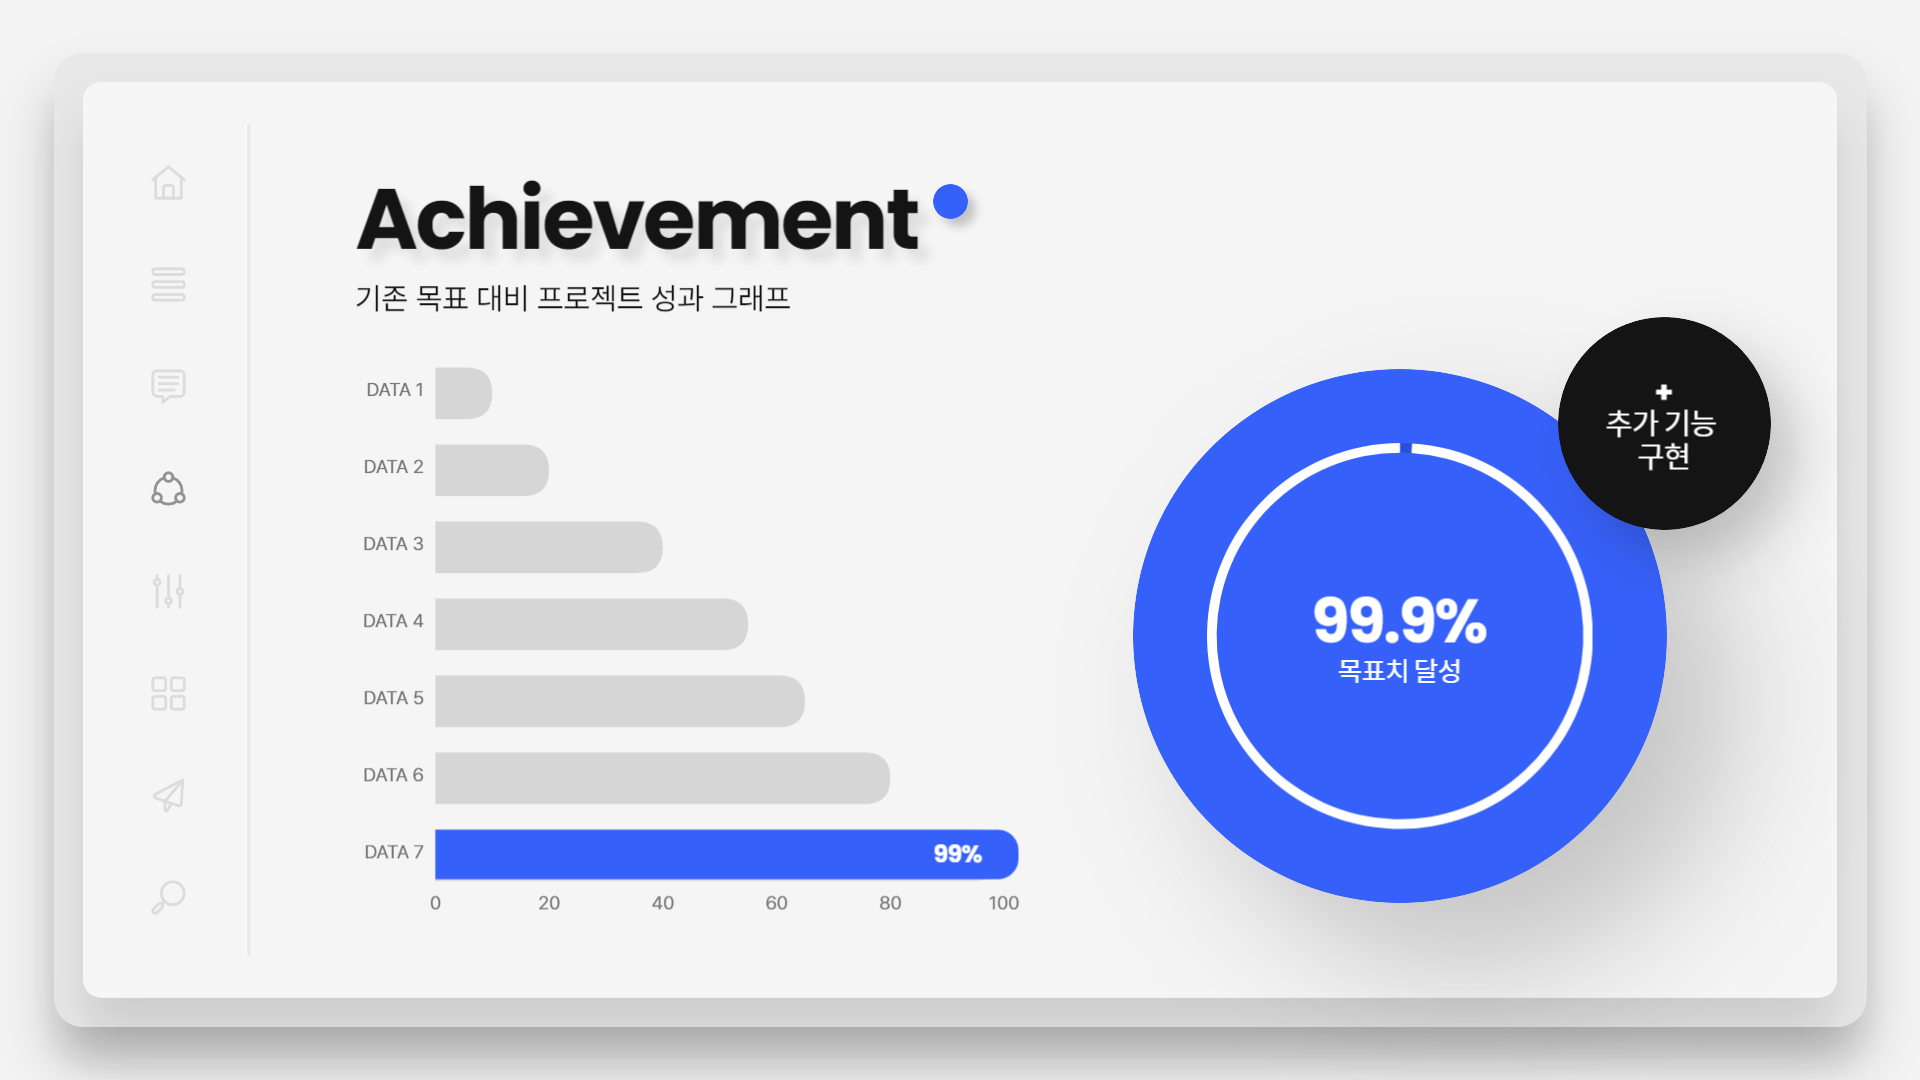 Achievement
기존 목표 대비 프로젝트 성과 그래프
DATA 1
DATA 2
DATA 3
DATA 4
DATA 5
DATA 6
DATA 7
99%
0 20 40 60 80 100
+
추가 기능
구현
99.9%
목표치 달성